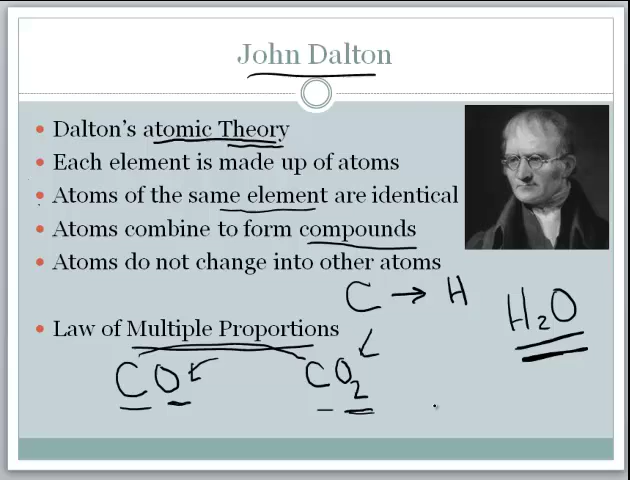 John Dalton
Dalton's atomic Theory
Each element is made up of atoms
Atoms of the same element are identical
Atoms combine to form compounds
Atoms do not change into other atoms
C → H
H₂O
Law of Multiple Proportions
CO
CO₂